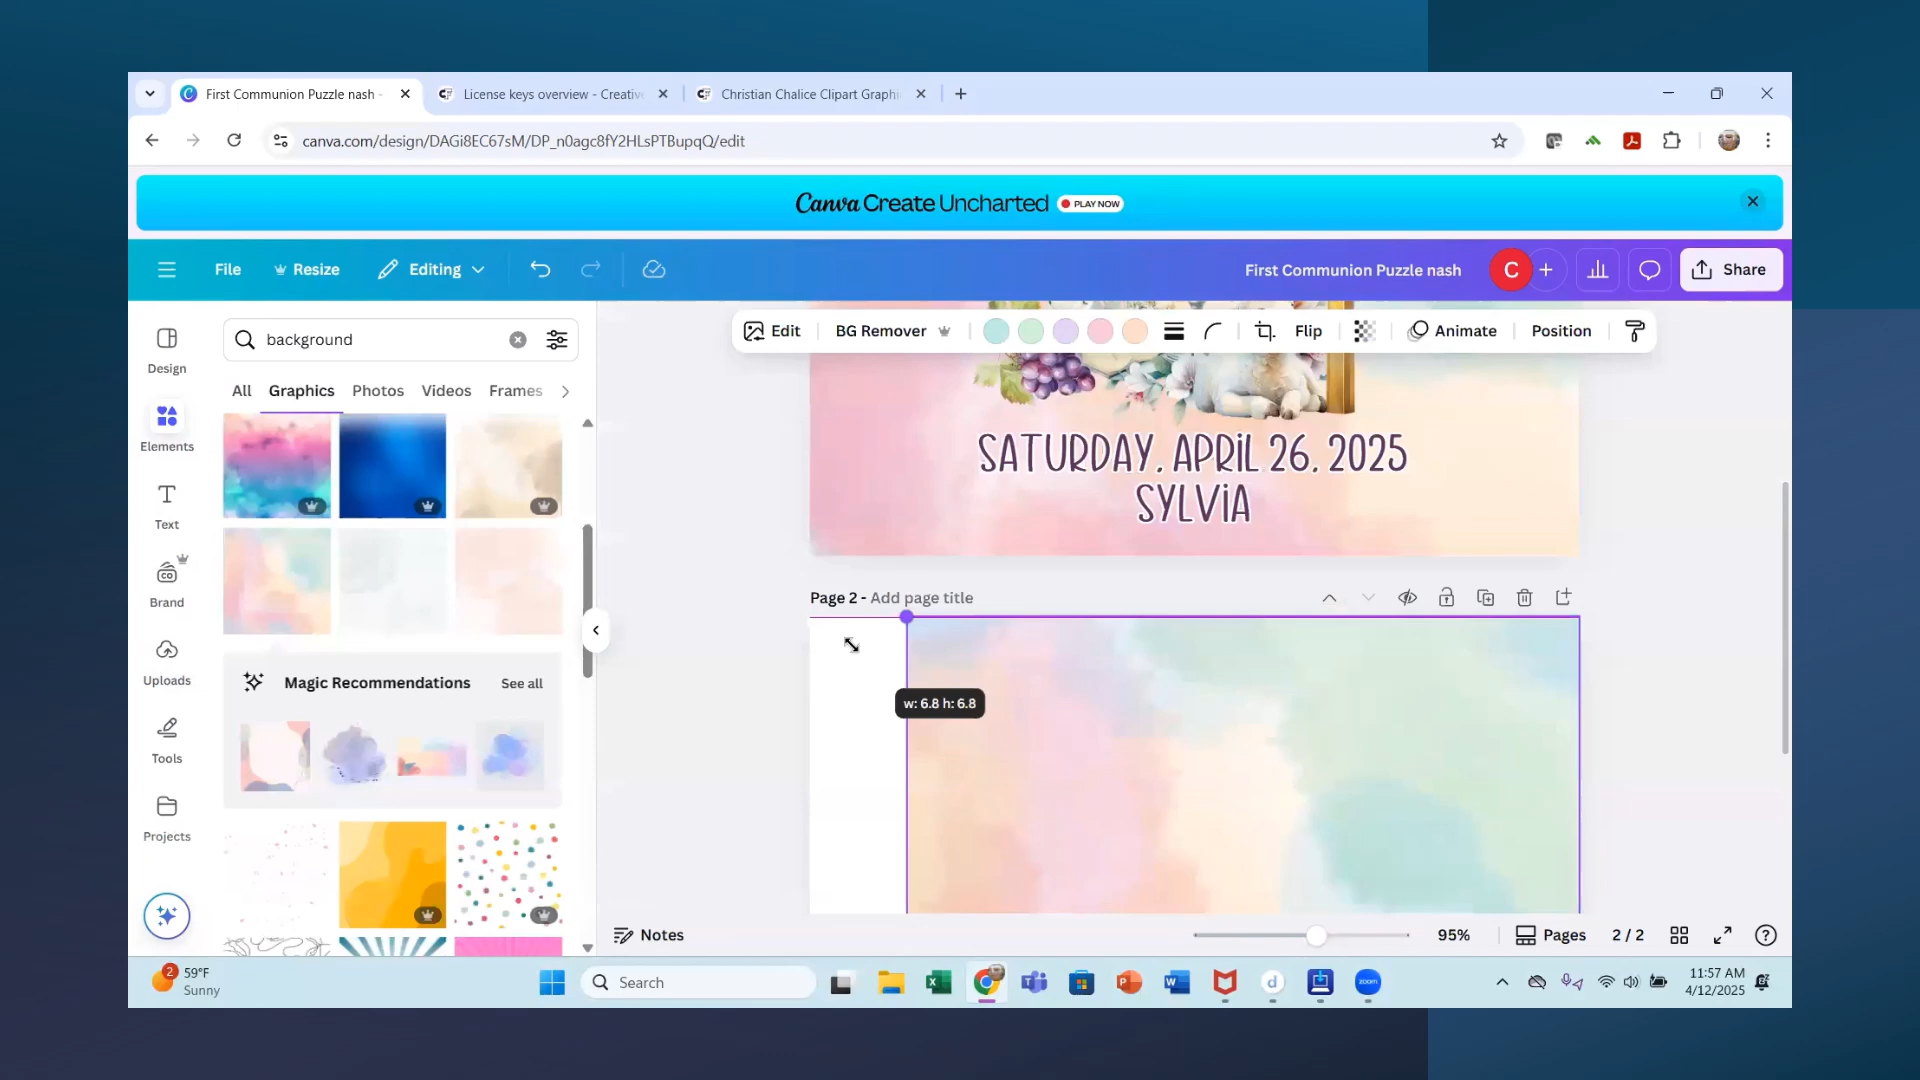 First Communion Puzzle nash -
License keys overview - Creativ
Christian Chalice Clipart Graphi
canva.com/design/DAGi8EC67sM/DP_n0agc8fY2HLsPTBupqQ/edit
Canva Create Uncharted PLAY NOW
File
Resize
Editing
First Communion Puzzle nash
C
Share
Design
Elements
Text
Brand
Uploads
Tools
Projects
background
All
Graphics
Photos
Videos
Frames
Magic Recommendations
See all
Edit
BG Remover
Flip
Animate
Position
SATURDAY, APRIL 26, 2025
SYLVIA
Page 2 - Add page title
w: 6.8 h: 6.8
Notes
95%
Pages
2 / 2
2
59°F
Sunny
Search
zoom
11:57 AM
4/12/2025